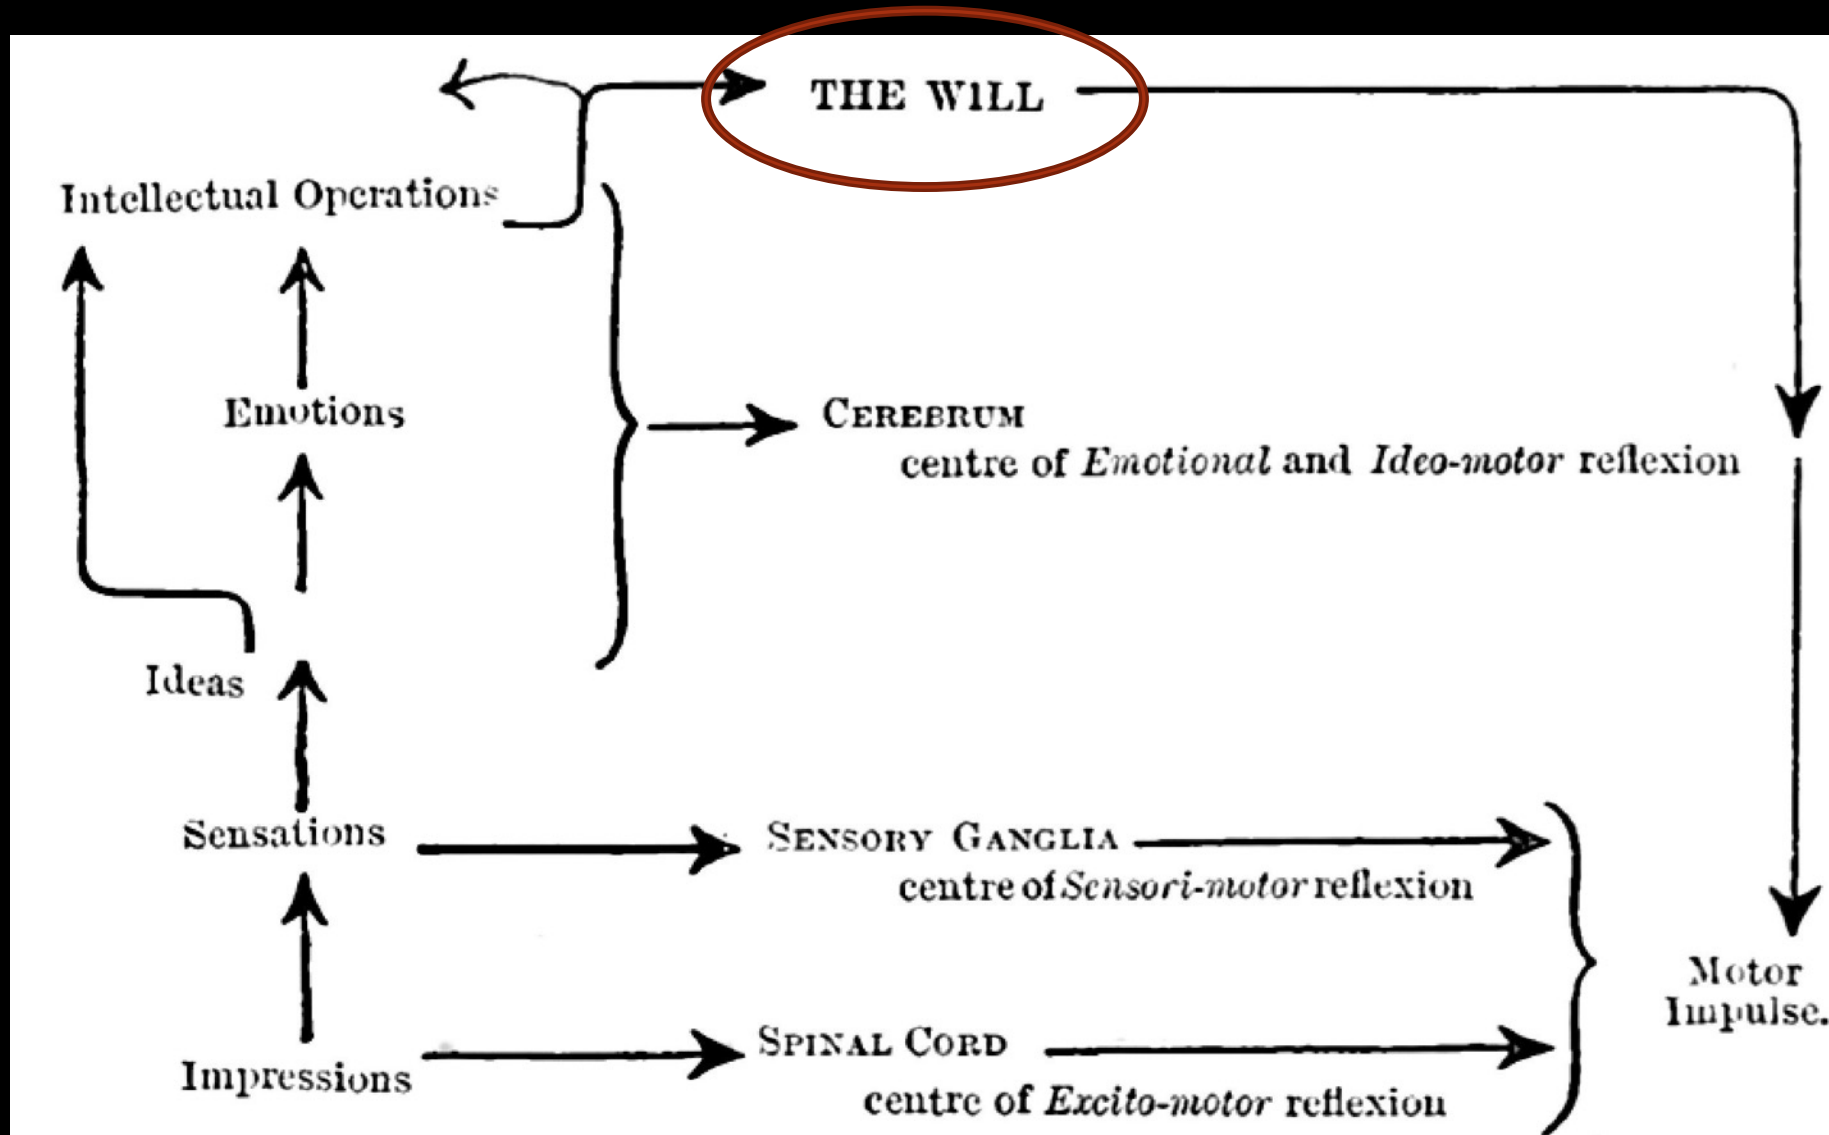 THE WILL
Intellectual Operations
Emotions
CEREBRUM
centre of Emotional and Ideo-motor reflexion
Ideas
Sensations
SENSORY GANGLIA
centre of Sensori-motor reflexion
Motor
Impulse.
Impressions
SPINAL CORD
centre of Excito-motor reflexion